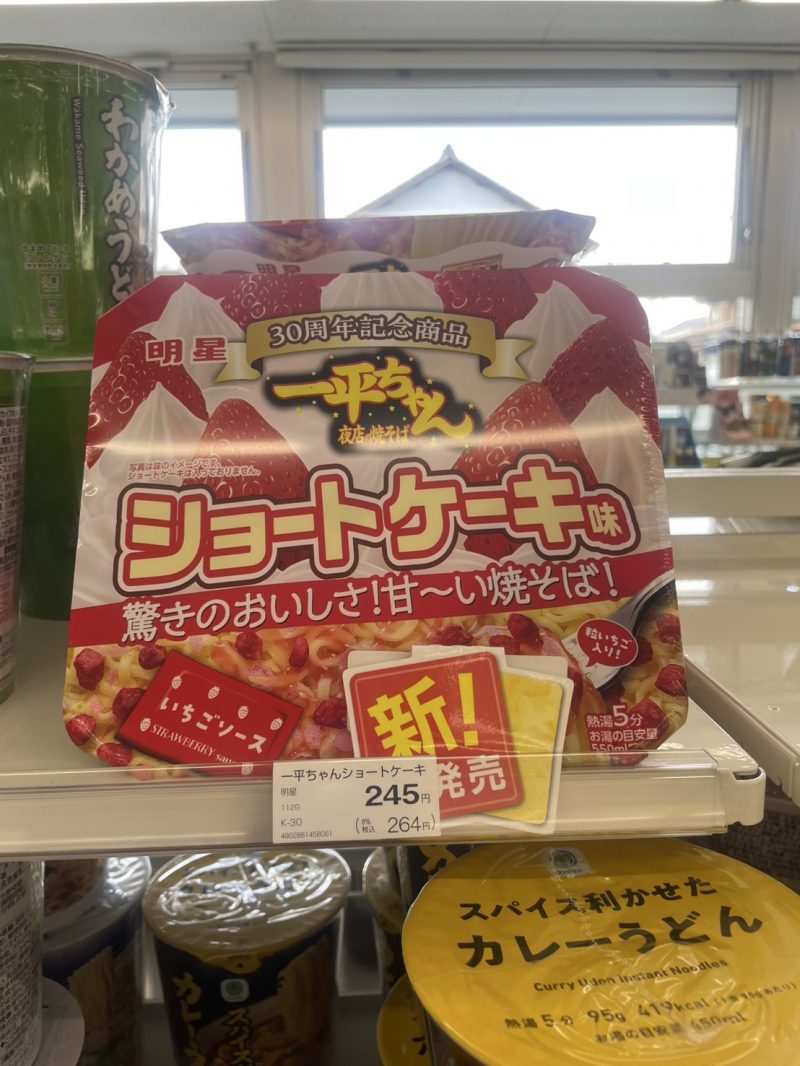 わかめうど
Wakame Seaweed Udon
明星
明星
30周年記念商品
一平ちゃん
夜店の焼そば
写真は味のイメージです。
ショートケーキは入っておりません。
ショートケーキ味
驚きのおいしさ!甘〜い焼そば!
粒いちご
入り!
いちごソース
STRAWBERRY sauce
新!
発売
熱湯5分
お湯の目安量
550ml
一平ちゃんショートケーキ
明星
112G
245円
K-30
(8%税込 264円)
4902881458061
スパイス利かせた
カレーうどん
Curry Udon Instant Noodles
熱湯5分 95g 419kcal
お湯の目安量 450mL
スパイス